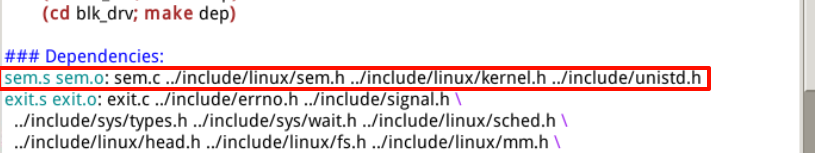 (cd blk_drv; make dep)
### Dependencies:
sem.s sem.o: sem.c ../include/linux/sem.h ../include/linux/kernel.h ../include/unistd.h
exit.s exit.o: exit.c ../include/errno.h ../include/signal.h \
../include/sys/types.h ../include/sys/wait.h ../include/linux/sched.h \
../include/linux/head.h ../include/linux/fs.h ../include/linux/mm.h \